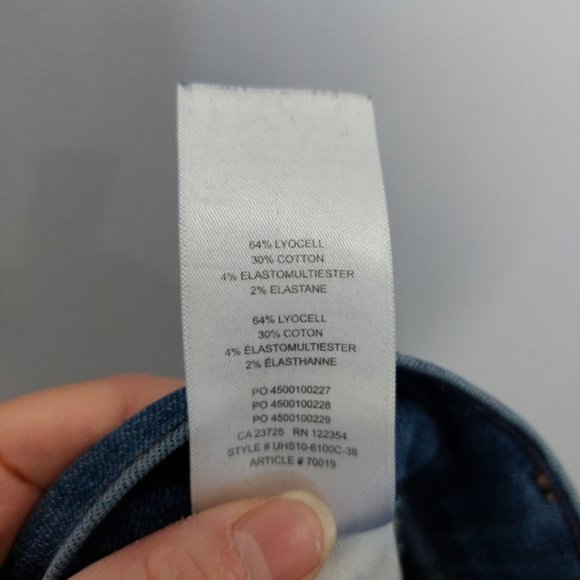 64% LYOCELL
30% COTTON
4% ELASTOMULTIESTER
2% ELASTANE
64% LYOCELL
30% COTON
4% ÉLASTOMULTIESTER
2% ÉLASTHANNE
PO 4500100227
PO 4500100228
PO 4500100229
CA 23725 RN 122354
STYLE # UHS10-6100C-38
ARTICLE # 70019